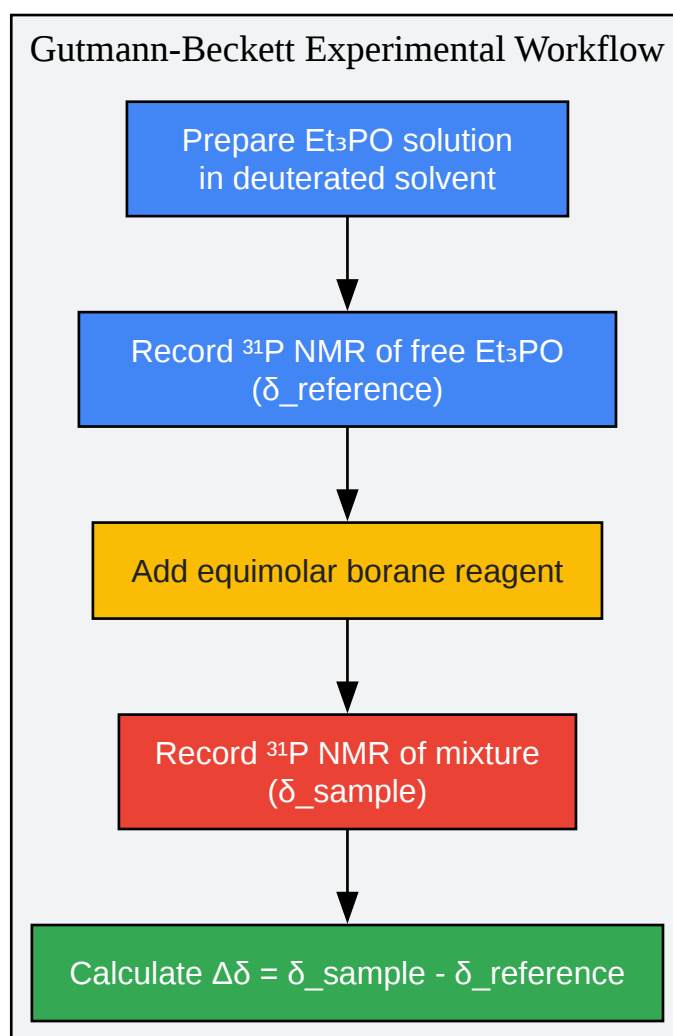 Gutmann-Beckett Experimental Workflow
Prepare Et₃PO solution
in deuterated solvent
Record ³¹P NMR of free Et₃PO
(δ_reference)
Add equimolar borane reagent
Record ³¹P NMR of mixture
(δ_sample)
Calculate Δδ = δ_sample - δ_reference